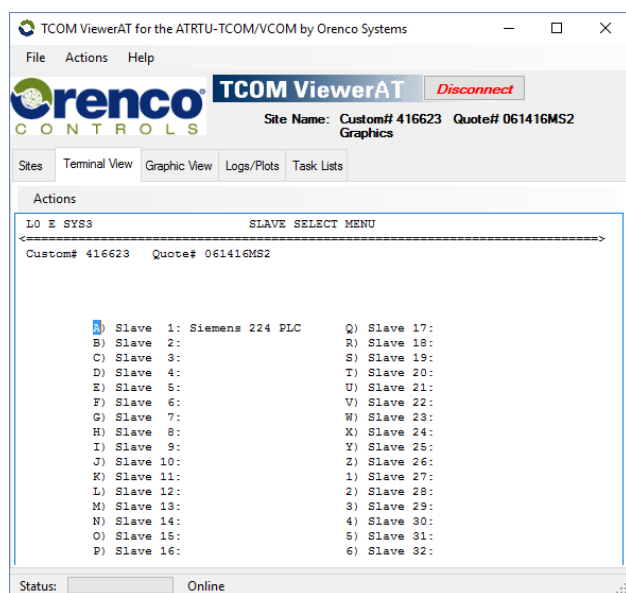 TCOM ViewerAT for the ATRTU-TCOM/VCOM by Orenco Systems
File Actions Help
Orenco
CONTROLS
TCOM ViewerAT
Disconnect
Site Name: Custom# 416623 Quote# 061416MS2
Graphics
Sites Terminal View Graphic View Logs/Plots Task Lists
Actions
L0 E SYS3 SLAVE SELECT MENU
<==============================================================================>
Custom# 416623 Quote# 061416MS2
A) Slave 1: Siemens 224 PLC Q) Slave 17:
B) Slave 2: R) Slave 18:
C) Slave 3: S) Slave 19:
D) Slave 4: T) Slave 20:
E) Slave 5: U) Slave 21:
F) Slave 6: V) Slave 22:
G) Slave 7: W) Slave 23:
H) Slave 8: X) Slave 24:
I) Slave 9: Y) Slave 25:
J) Slave 10: Z) Slave 26:
K) Slave 11: 1) Slave 27:
L) Slave 12: 2) Slave 28:
M) Slave 13: 3) Slave 29:
N) Slave 14: 4) Slave 30:
O) Slave 15: 5) Slave 31:
P) Slave 16: 6) Slave 32:
Status: Online